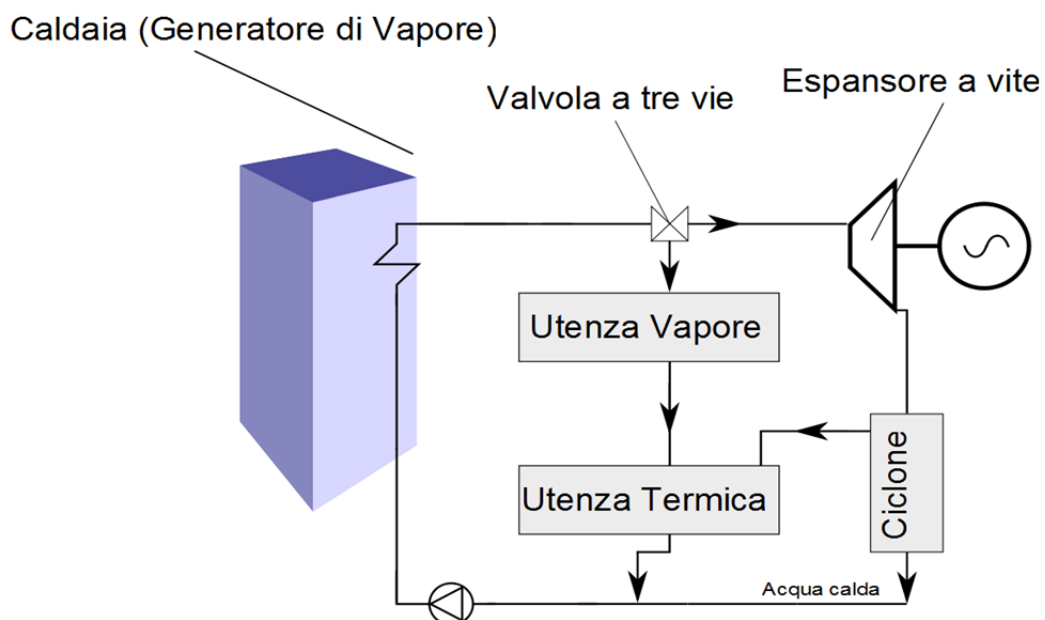 Caldaia (Generatore di Vapore)
Valvola a tre vie
Espansore a vite
Utenza Vapore
Utenza Termica
Ciclone
Acqua calda